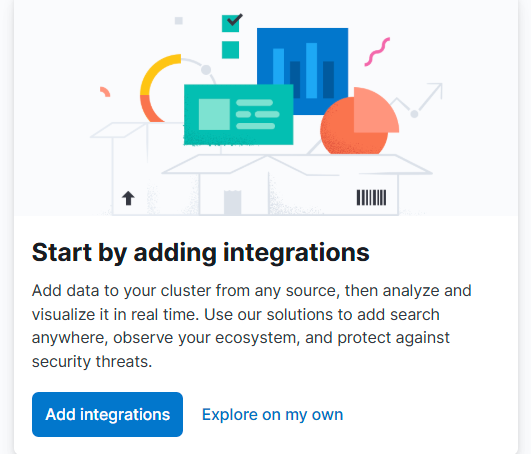 Start by adding integrations
Add data to your cluster from any source, then analyze and
visualize it in real time. Use our solutions to add search
anywhere, observe your ecosystem, and protect against
security threats.
Add integrations
Explore on my own